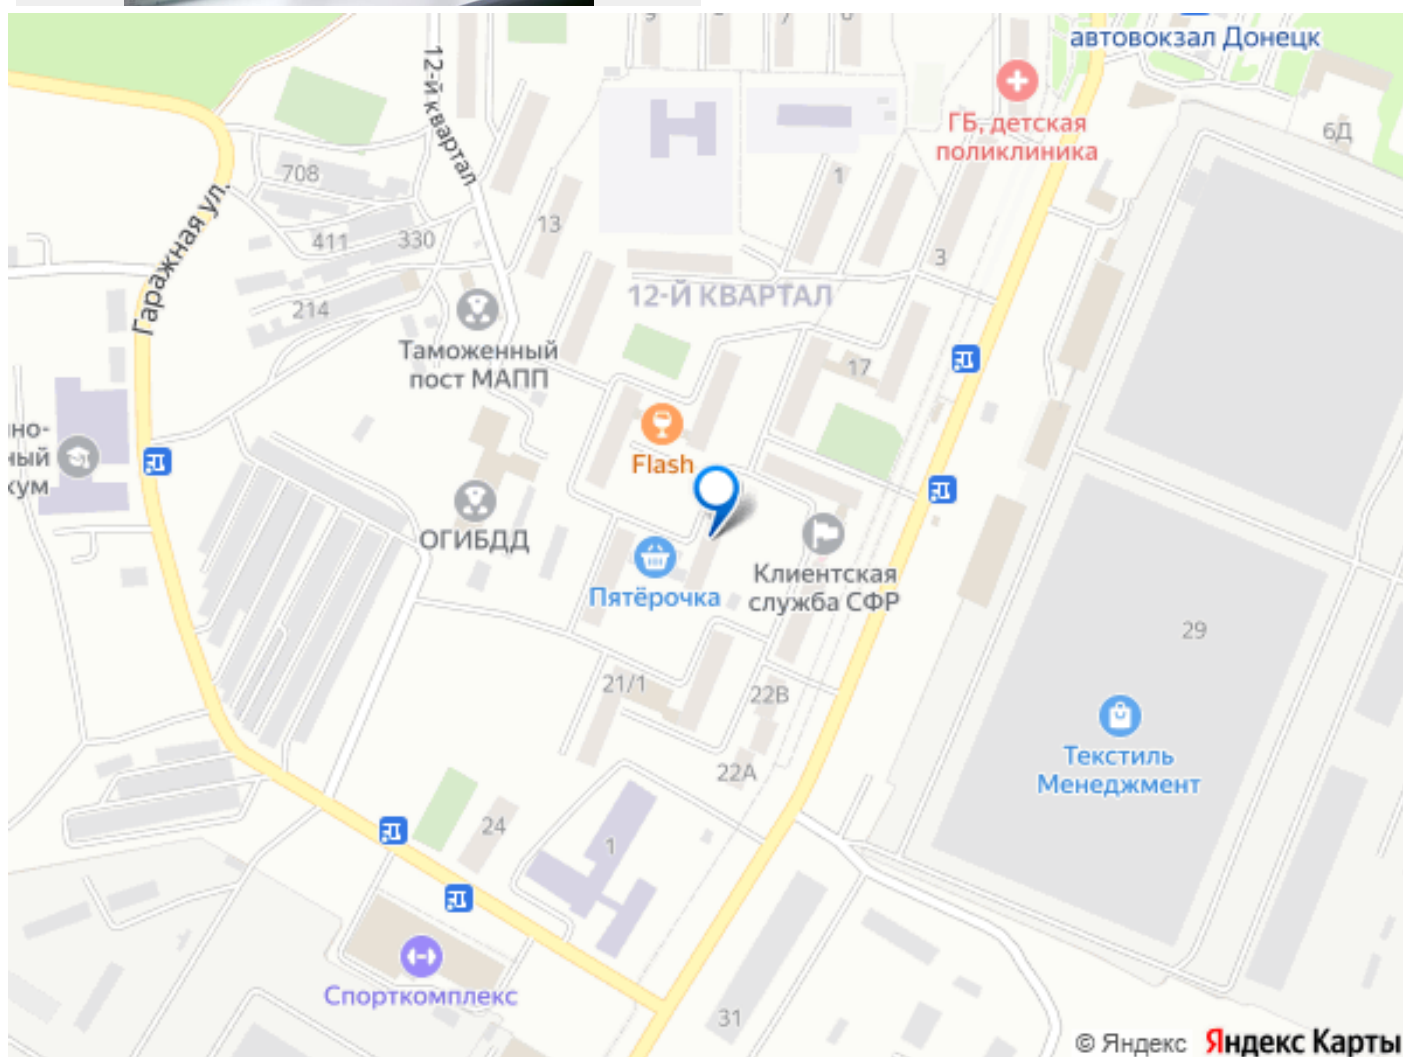 автовокзал Донецк
12-й квартал
9
7
ГБ, детская
поликлиника
6Д
708
1
Гаражная ул.
13
411
330
3
12-Й КВАРТАЛ
214
Таможенный
пост МАПП
17
но-
ный
кум
Flash
ОГИБДД
Клиентская
служба СФР
Пятёрочка
29
21/1
22В
22А
Текстиль
Менеджмент
24
1
Спорткомплекс
31
© Яндекс Яндекс Карты